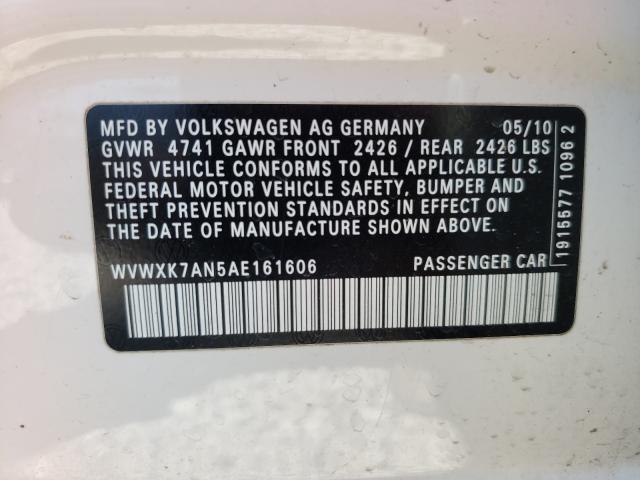 MFD BY VOLKSWAGEN AG GERMANY 05/10
GVWR 4741 GAWR FRONT 2426 / REAR 2426 LBS
THIS VEHICLE CONFORMS TO ALL APPLICABLE U.S.
FEDERAL MOTOR VEHICLE SAFETY, BUMPER AND
THEFT PREVENTION STANDARDS IN EFFECT ON
THE DATE OF MANUFACTURE SHOWN ABOVE.
WVWXK7AN5AE161606 PASSENGER CAR
1915577 1096 2